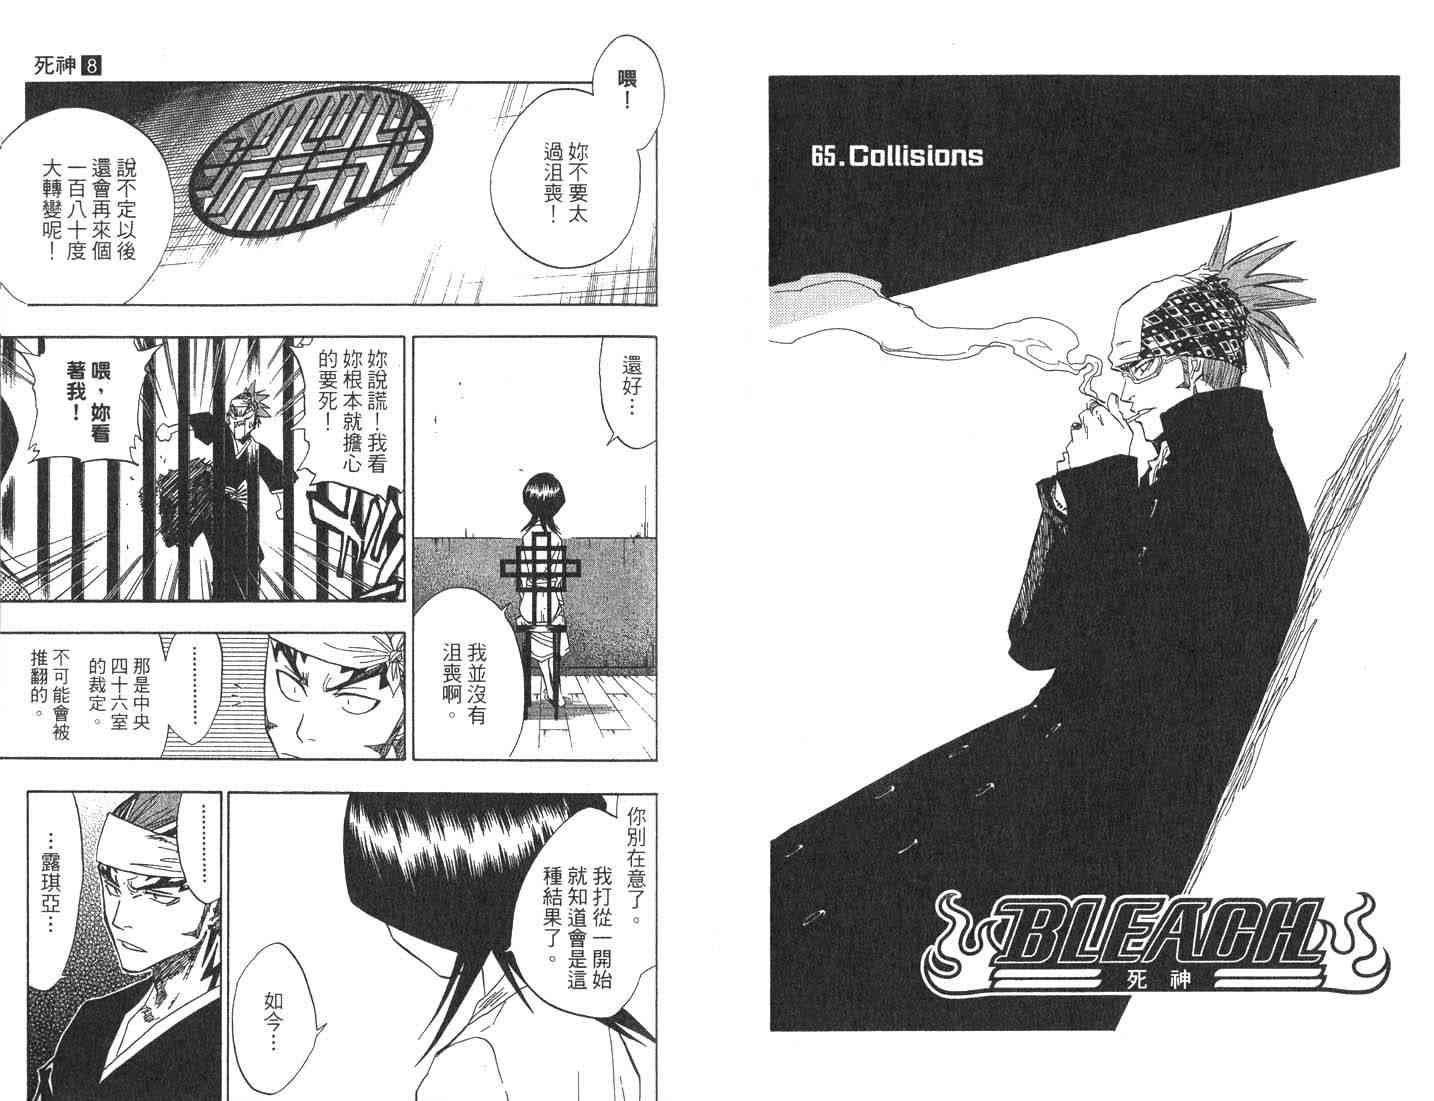 65.Collisions
BLEACH
死神
死神8
喂！
妳不要太
過沮喪！
說不定以後
還會再來個
一百八十度
大轉變呢！
還好…
我並沒有
沮喪啊。
妳說謊！我看
妳根本就擔心
的要死！
喂，妳看
著我！
…………
那是中央
四十六室
的裁定。
不可能會被
推翻的。
你別在意了。
我打從一開始
就知道會是這
種結果了。
如今…
…………
…露琪亞…